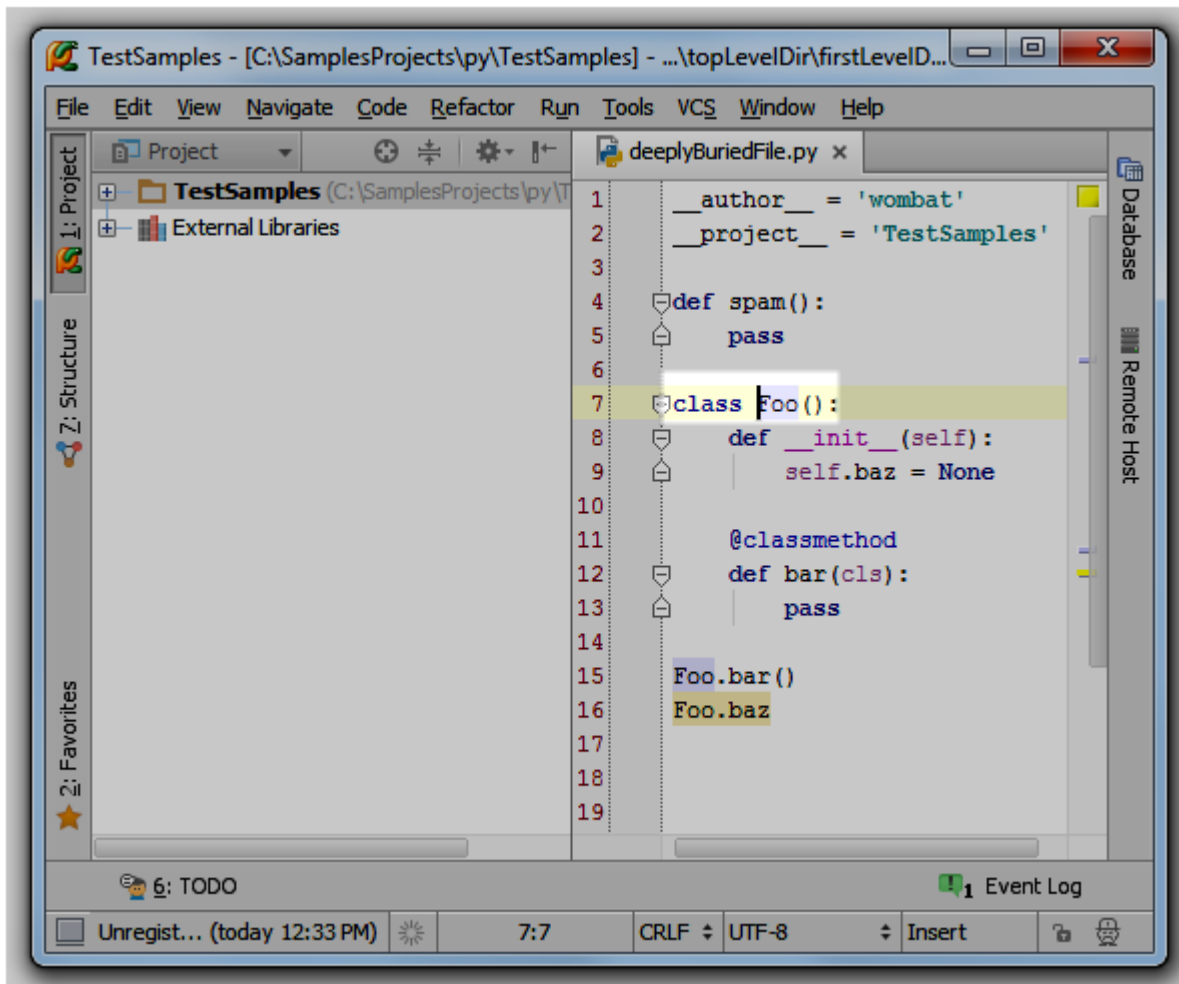 TestSamples - [C:\SamplesProjects\py\TestSamples] - ...\topLevelDir\firstLevelD...
File Edit View Navigate Code Refactor Run Tools VCS Window Help
1: Project
7: Structure
2: Favorites
Project
TestSamples (C:\SamplesProjects\py\T
External Libraries
deeplyBuriedFile.py
1 __author__ = 'wombat'
2 __project__ = 'TestSamples'
3
4 def spam():
5     pass
6
7 class Foo():
8     def __init__(self):
9         self.baz = None
10
11     @classmethod
12     def bar(cls):
13         pass
14
15 Foo.bar()
16 Foo.baz
17
18
19
Database
Remote Host
6: TODO
1 Event Log
Unregist... (today 12:33 PM) 7:7 CRLF UTF-8 Insert